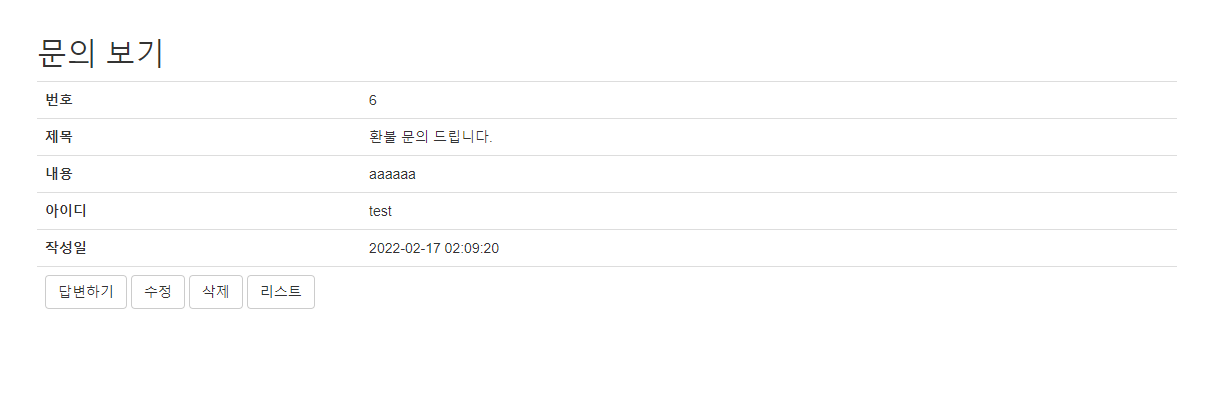 문의 보기
번호 6
제목 환불 문의 드립니다.
내용 aaaaaa
아이디 test
작성일 2022-02-17 02:09:20
답변하기 수정 삭제 리스트